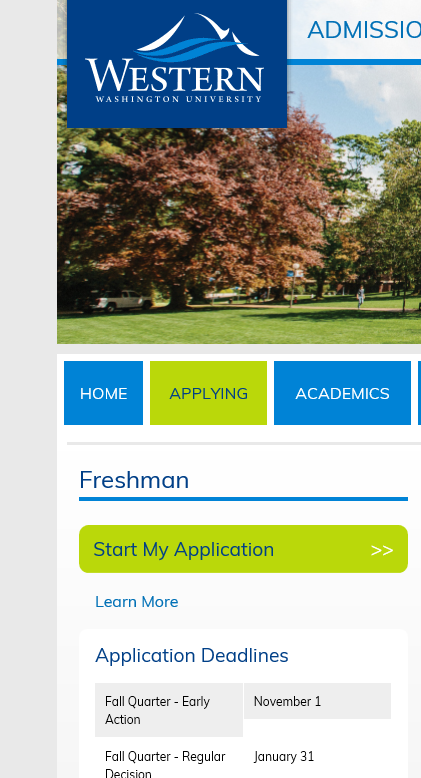 WESTERN
WASHINGTON UNIVERSITY
HOME
APPLYING
ACADEMICS
Freshman
Start My Application >>
Learn More
Application Deadlines
Fall Quarter - Early Action
November 1
Fall Quarter - Regular Decision
January 31